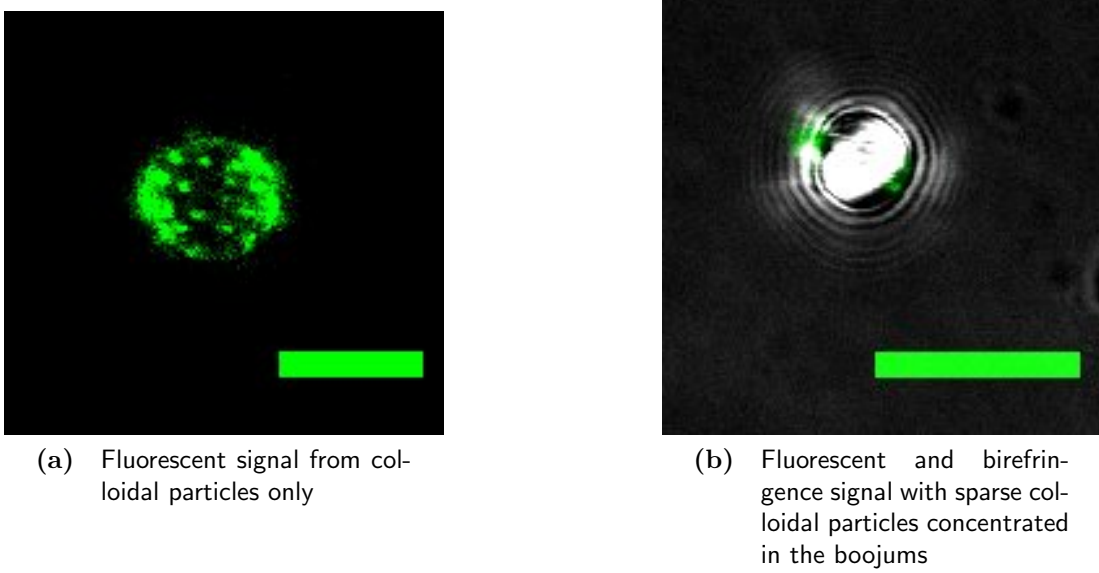 (a) Fluorescent signal from col-
loidal particles only
(b) Fluorescent and birefrin-
gence signal with sparse col-
loidal particles concentrated
in the boojums